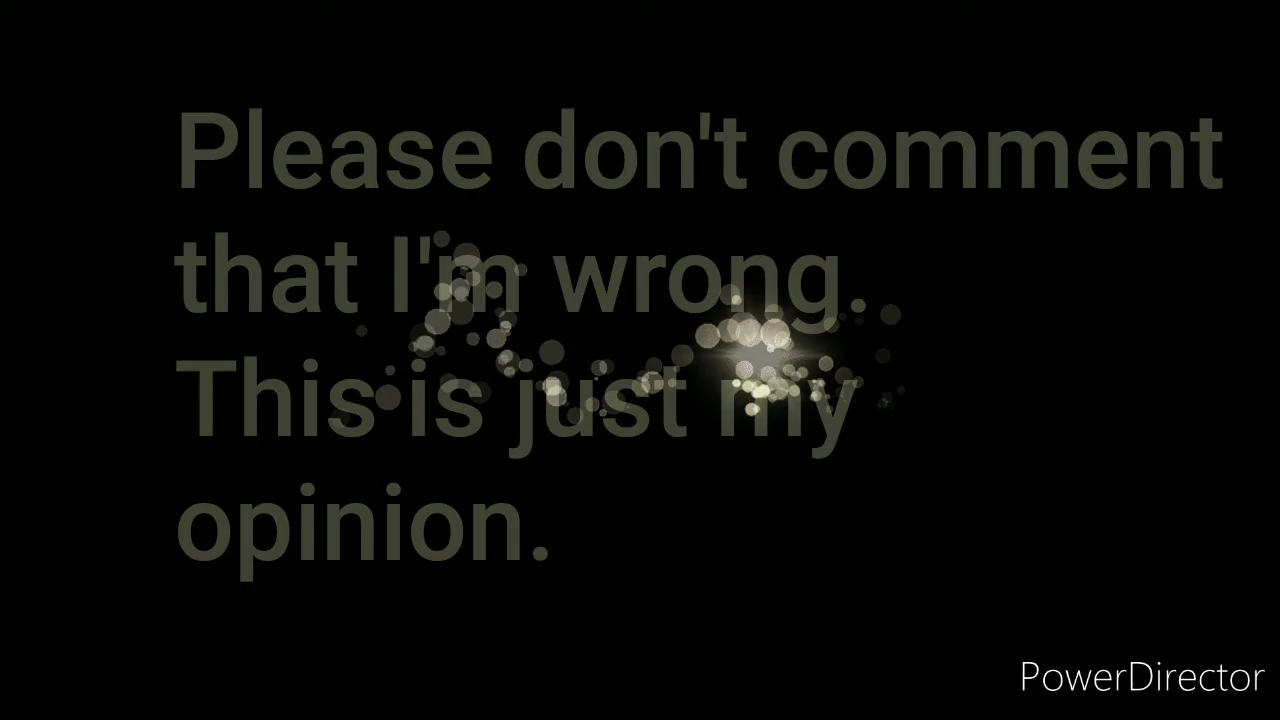 Please don't comment
that I'm wrong.
This is just my
opinion.
PowerDirector